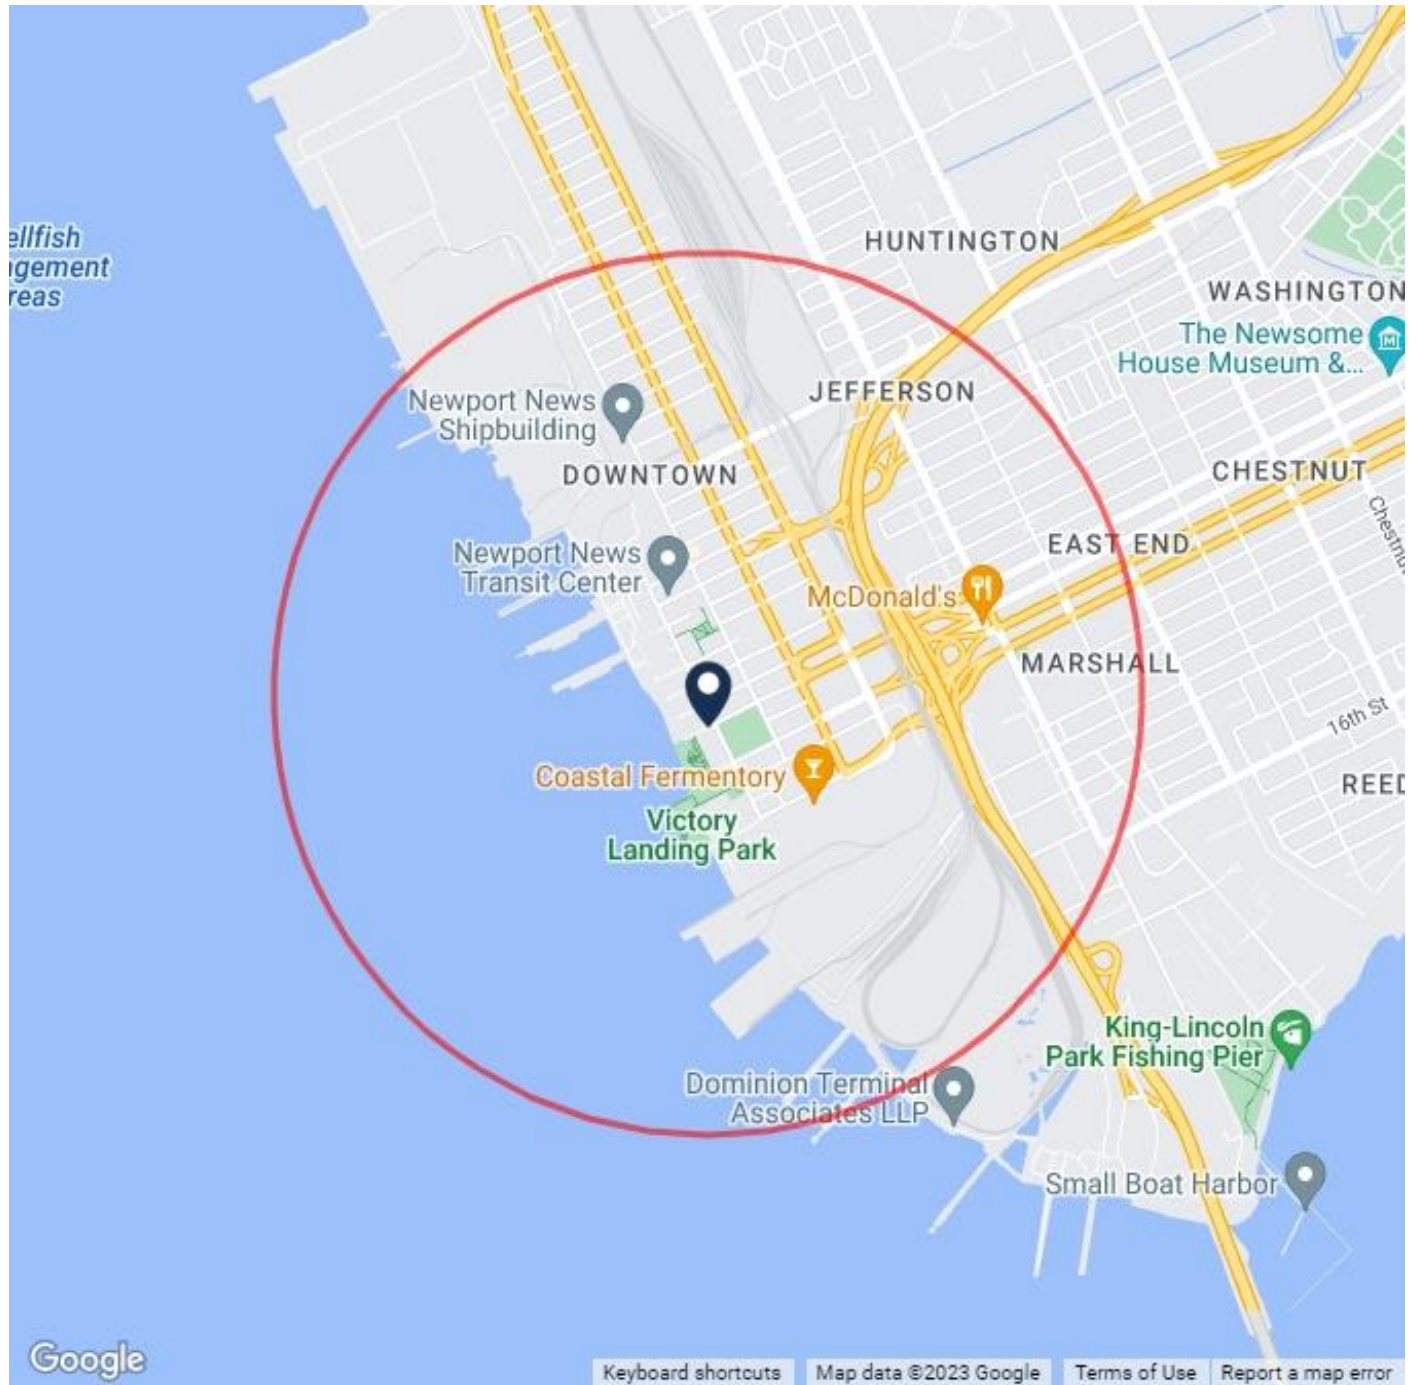 HUNTINGTON
ellfish
agement
reas
WASHINGTON
The Newsome
House Museum &...
JEFFERSON
Newport News
Shipbuilding
DOWNTOWN
CHESTNUT
Chestnu
EAST END
Newport News
Transit Center
McDonald's
MARSHALL
16th St
Coastal Fermentory
REED
Victory
Landing Park
King-Lincoln
Park Fishing Pier
Dominion Terminal
Associates LLP
Small Boat Harbor
Google
Keyboard shortcuts
Map data ©2023 Google
Terms of Use
Report a map error